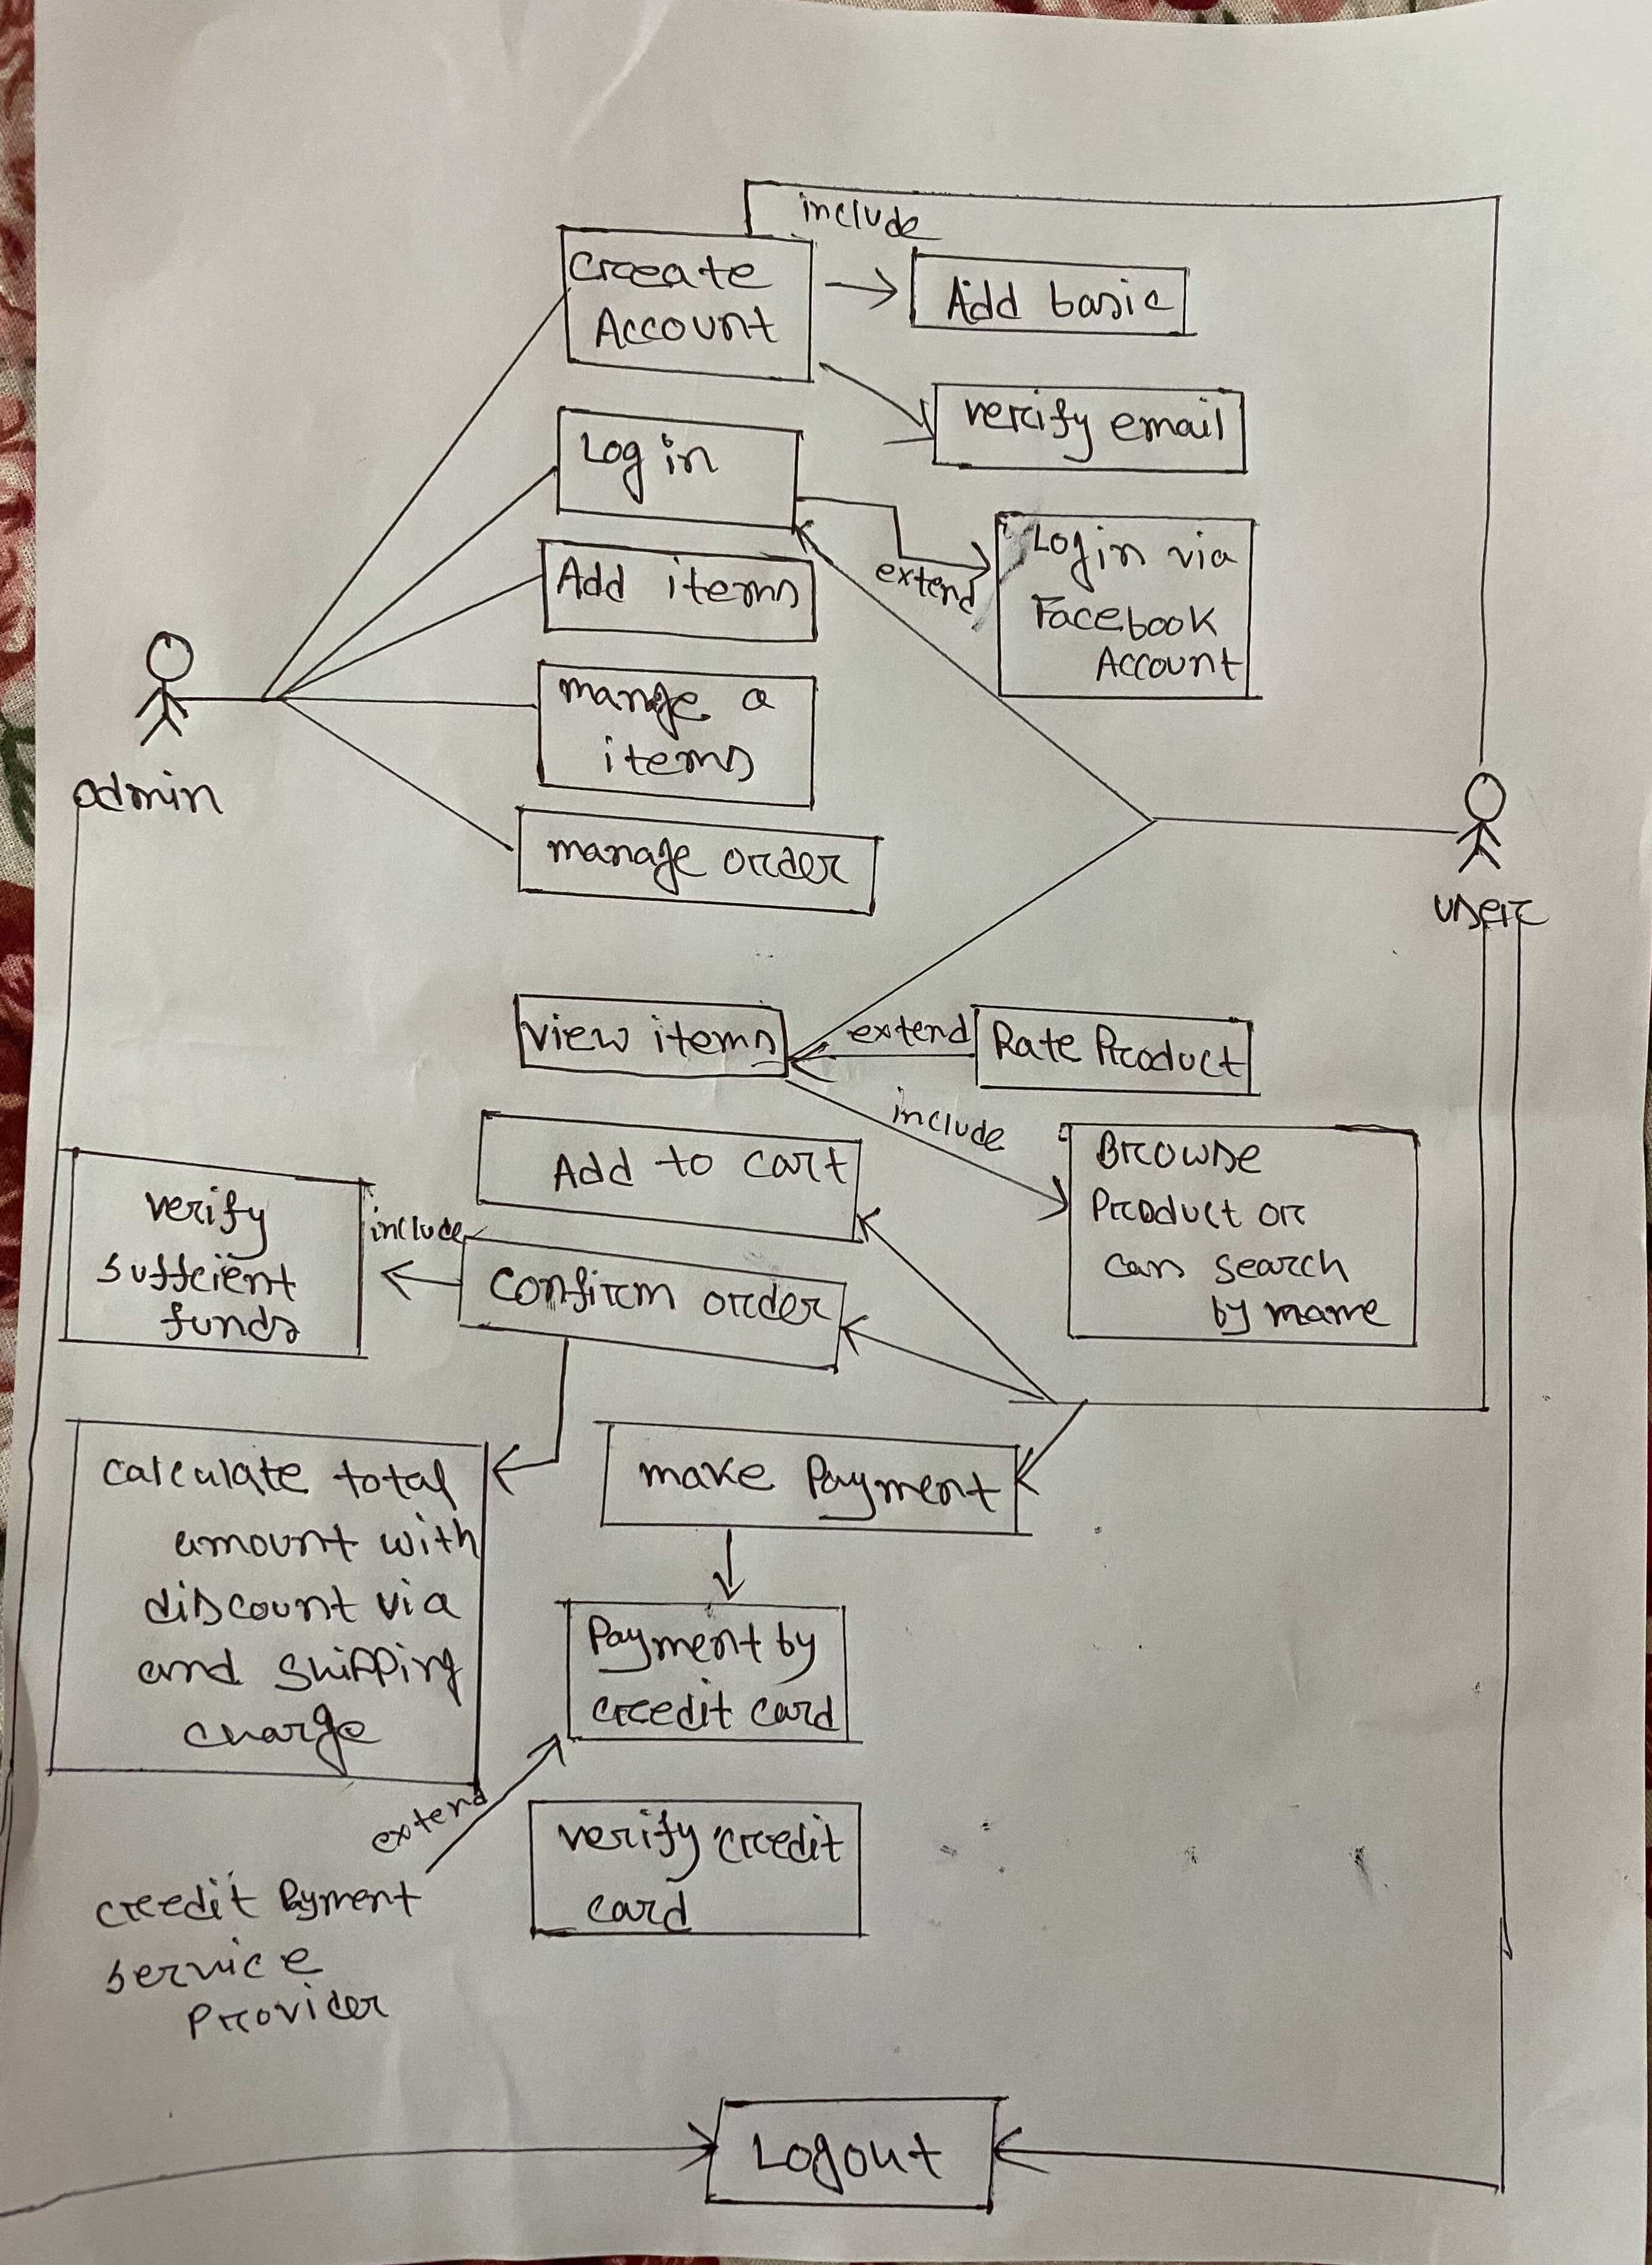 include
Create
Account
Add basic
verify email
Log in
extend
Login via
Facebook
Account
Add items
mange a
items
admin
manage order
user
view items
extend
Rate Product
include
Add to cart
Browse
Product or
can search
by name
verify
sufficient
funds
include
confirm order
calculate total
amount with
discount via
and shipping
charge
make Payment
Payment by
credit card
extend
verify credit
card
credit Payment
service
Provider
Logout